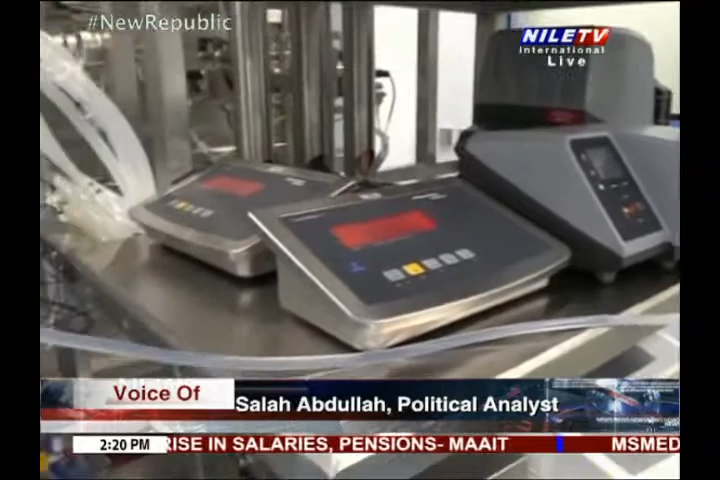 #NewRepublic
NILETV
International
Live
Voice Of
Salah Abdullah, Political Analyst
2:20 PM
RISE IN SALARIES, PENSIONS- MAAIT
MSMED